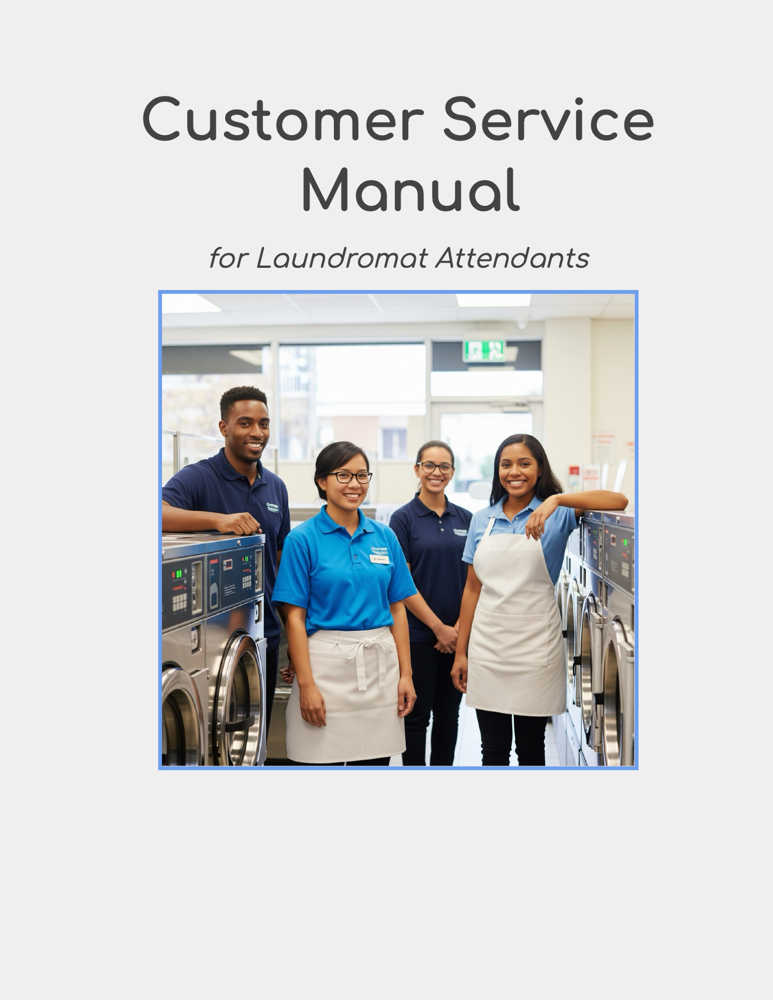 Customer Service
Manual
for Laundromat Attendants